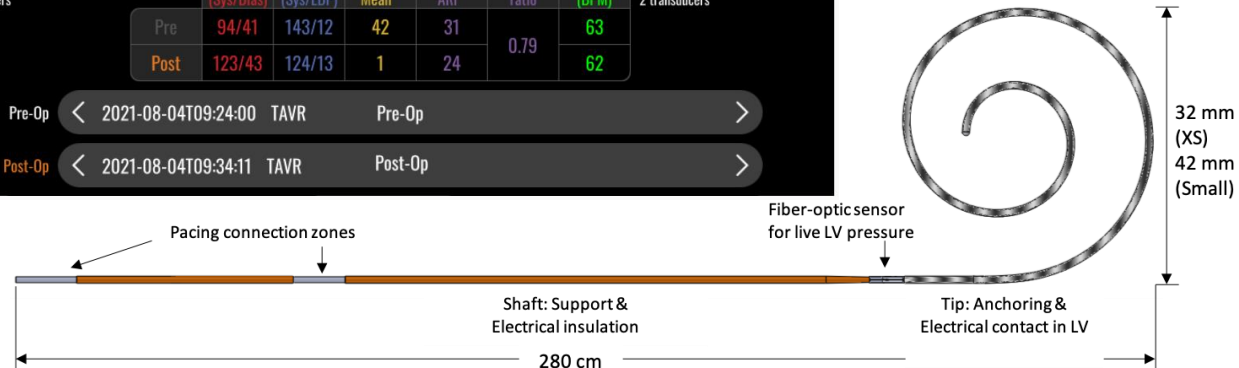 (Sys/Dias) (Sys/EDP) Mean ARI ratio (BPM) 2 transducers
Pre 94/41 143/12 42 31 63
0.79
Post 123/43 124/13 1 24 62
Pre-Op < 2021-08-04T09:24:00 TAVR Pre-Op >
Post-Op < 2021-08-04T09:34:11 TAVR Post-Op >
32 mm
(XS)
42 mm
(Small)
Fiber-optic sensor
for live LV pressure
Pacing connection zones
Shaft: Support &
Electrical insulation
Tip: Anchoring &
Electrical contact in LV
280 cm